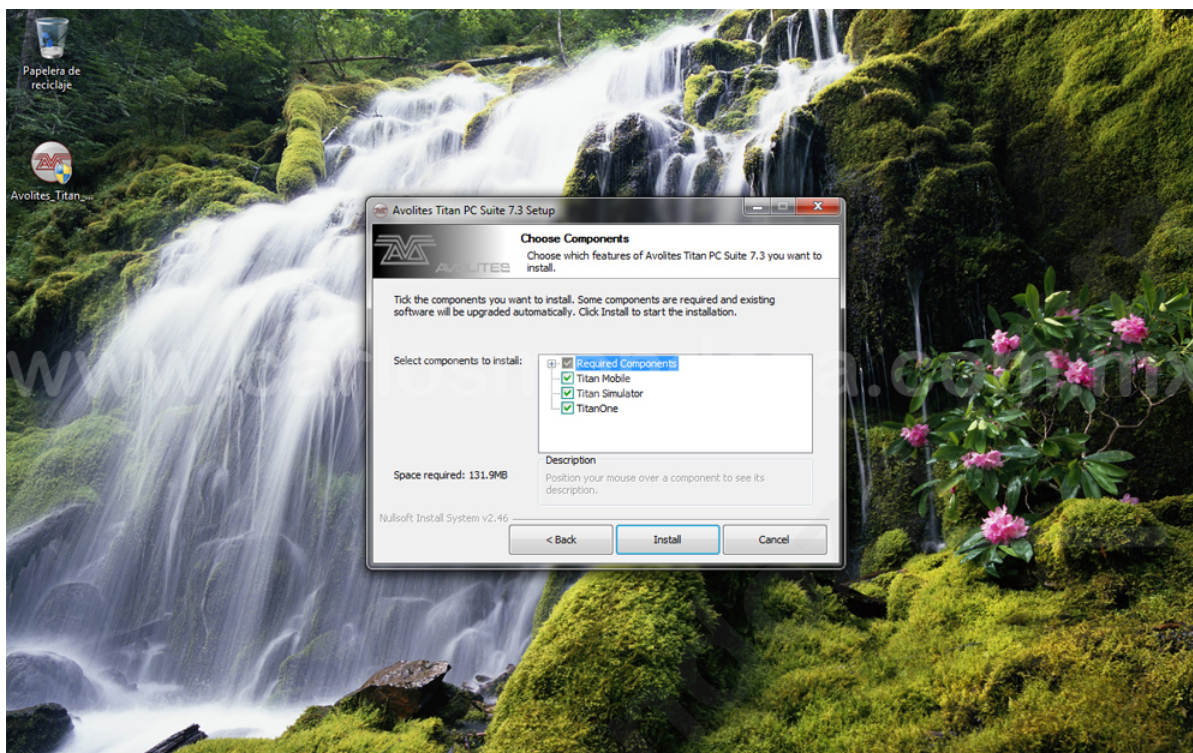 Papelera de
reciclaje
Avolites_Titan_...
Avolites Titan PC Suite 7.3 Setup
AVOLITES
Choose Components
Choose which features of Avolites Titan PC Suite 7.3 you want to
install.
Tick the components you want to install. Some components are required and existing
software will be upgraded automatically. Click Install to start the installation.
Select components to install:
Required Components
Titan Mobile
Titan Simulator
TitanOne
Space required: 131.9MB
Description
Position your mouse over a component to see its
description.
Nullsoft Install System v2.46
< Back
Install
Cancel